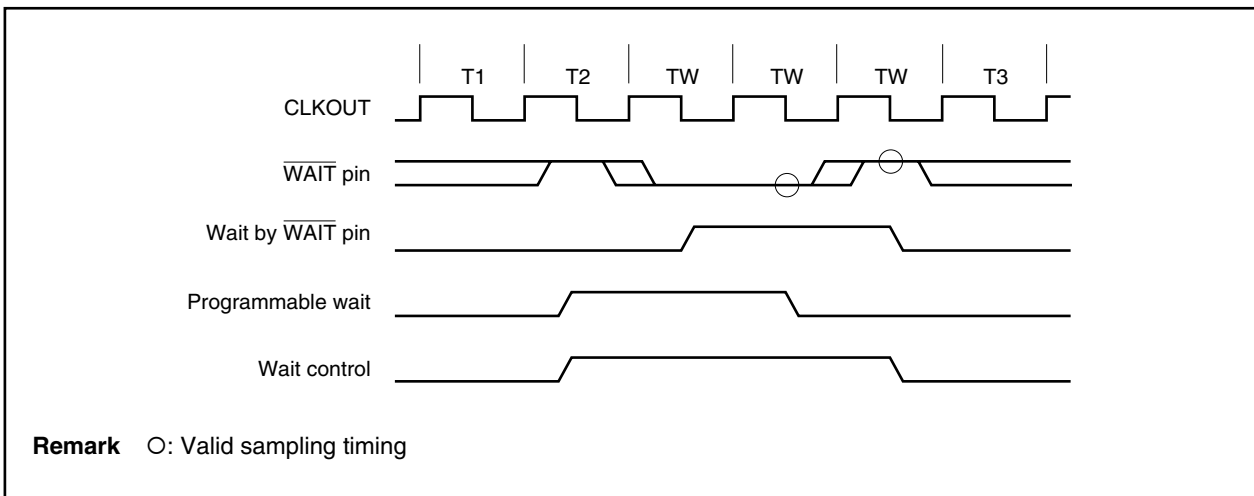 T1 T2 TW TW TW T3
CLKOUT
WAIT pin
Wait by WAIT pin
Programmable wait
Wait control
Remark ○: Valid sampling timing